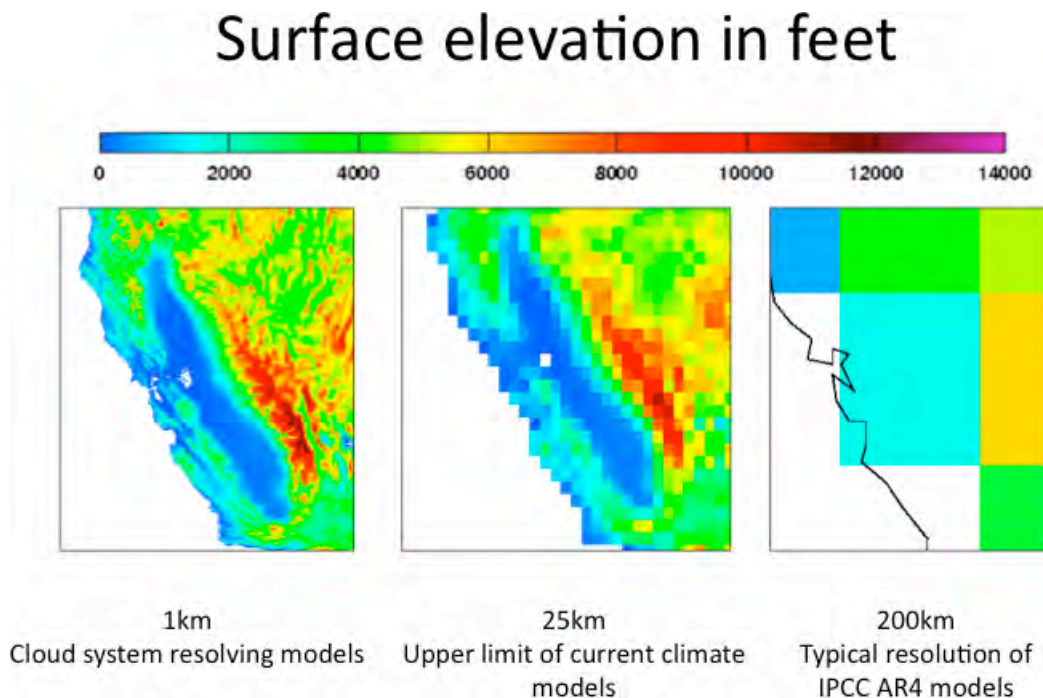 Surface elevation in feet
0 2000 4000 6000 8000 10000 12000 14000
1km
Cloud system resolving models
25km
Upper limit of current climate
models
200km
Typical resolution of
IPCC AR4 models